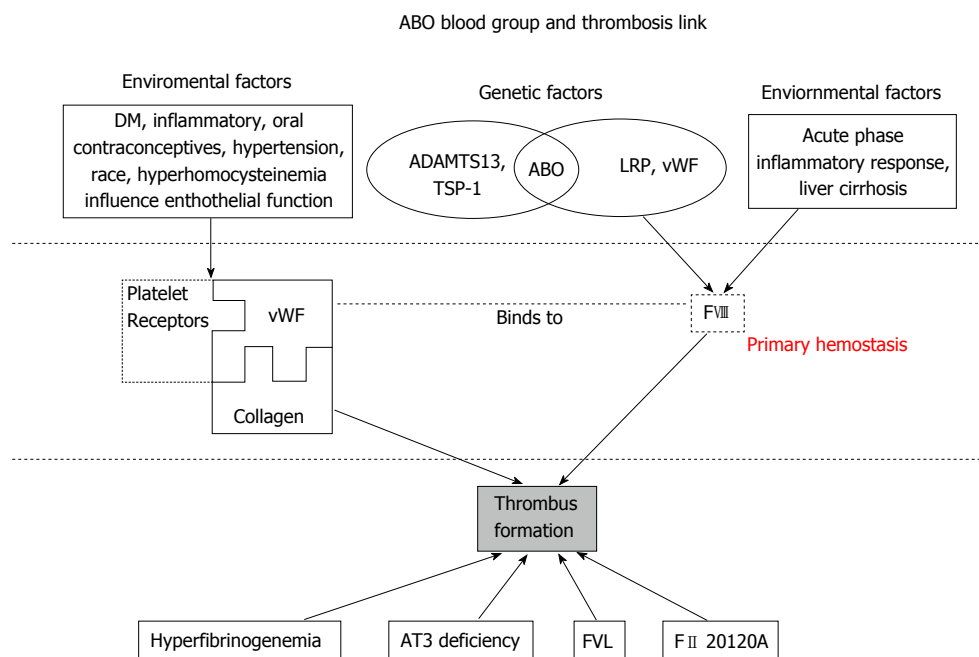 ABO blood group and thrombosis link
Enviromental factors
DM, inflammatory, oral
contraconceptives, hypertension,
race, hyperhomocysteinemia
influence enthothelial function
Genetic factors
ADAMTS13,
TSP-1
ABO
LRP, vWF
Enviornmental factors
Acute phase
inflammatory response,
liver cirrhosis
Platelet
Receptors
vWF
Collagen
Binds to
FⅧ
Primary hemostasis
Thrombus
formation
Hyperfibrinogenemia
AT3 deficiency
FVL
FⅡ 20120A